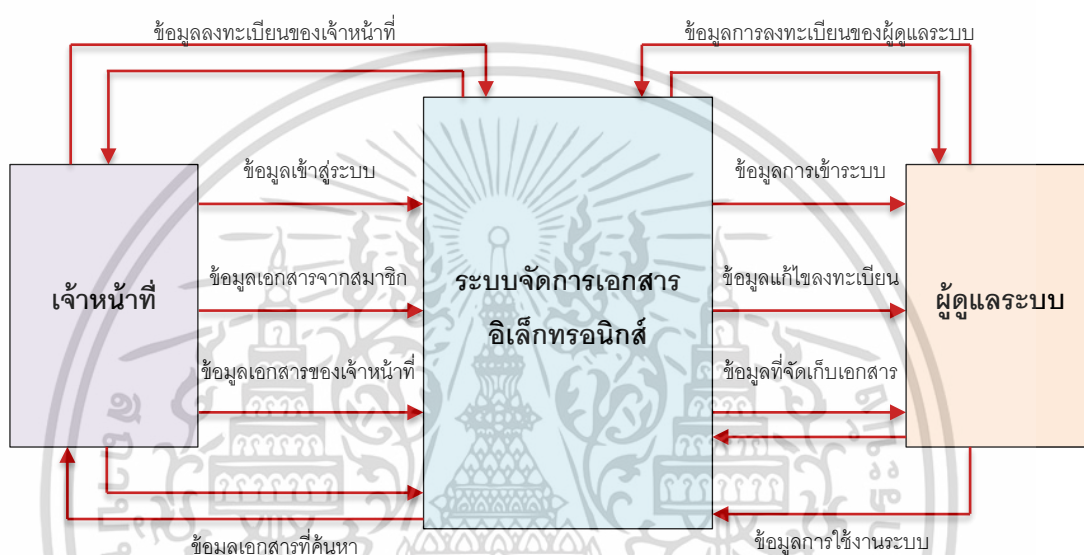 ข้อมูลลงทะเบียนของเจ้าหน้าที่
ข้อมูลการลงทะเบียนของผู้ดูแลระบบ
ข้อมูลเข้าสู่ระบบ
ข้อมูลการเข้าระบบ
เจ้าหน้าที่
ข้อมูลเอกสารจากสมาชิก
ระบบจัดการเอกสาร
อิเล็กทรอนิกส์
ข้อมูลแก้ไขลงทะเบียน
ผู้ดูแลระบบ
ข้อมูลเอกสารของเจ้าหน้าที่
ข้อมูลที่จัดเก็บเอกสาร
ข้อมูลเอกสารที่ค้นหา
ข้อมูลการใช้งานระบบ